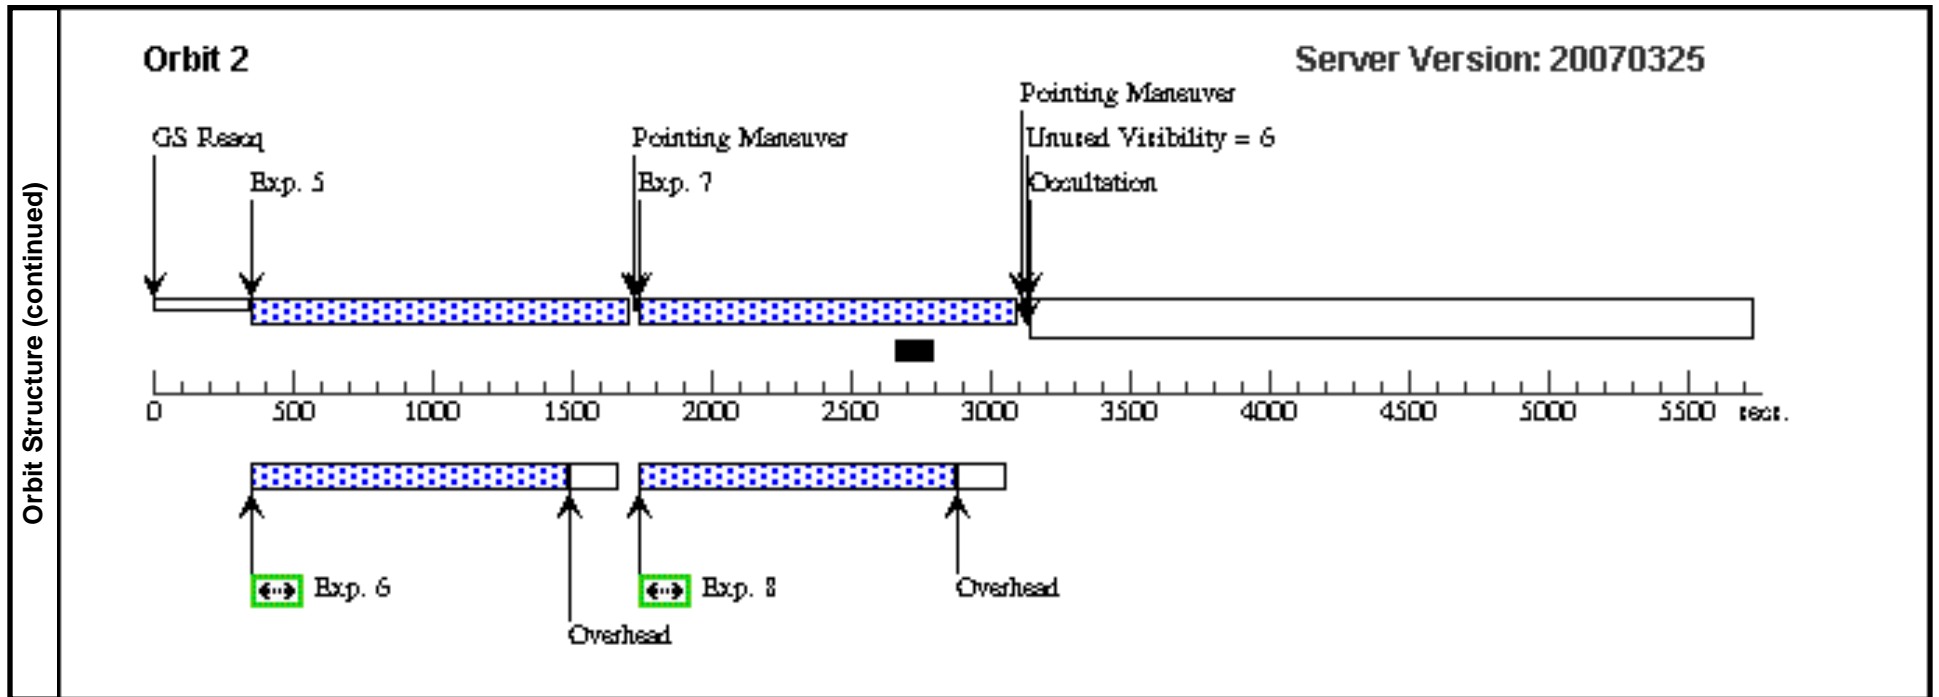 Orbit Structure (continued)
Orbit 2
Server Version: 20070325
Pointing Maneuver
GS Reacq
Pointing Maneuver
Unused Visibility = 6
Exp. 5
Exp. 7
Occultation
0 500 1000 1500 2000 2500 3000 3500 4000 4500 5000 5500 secs.
Exp. 6
Exp. 8
Overhead
Overhead